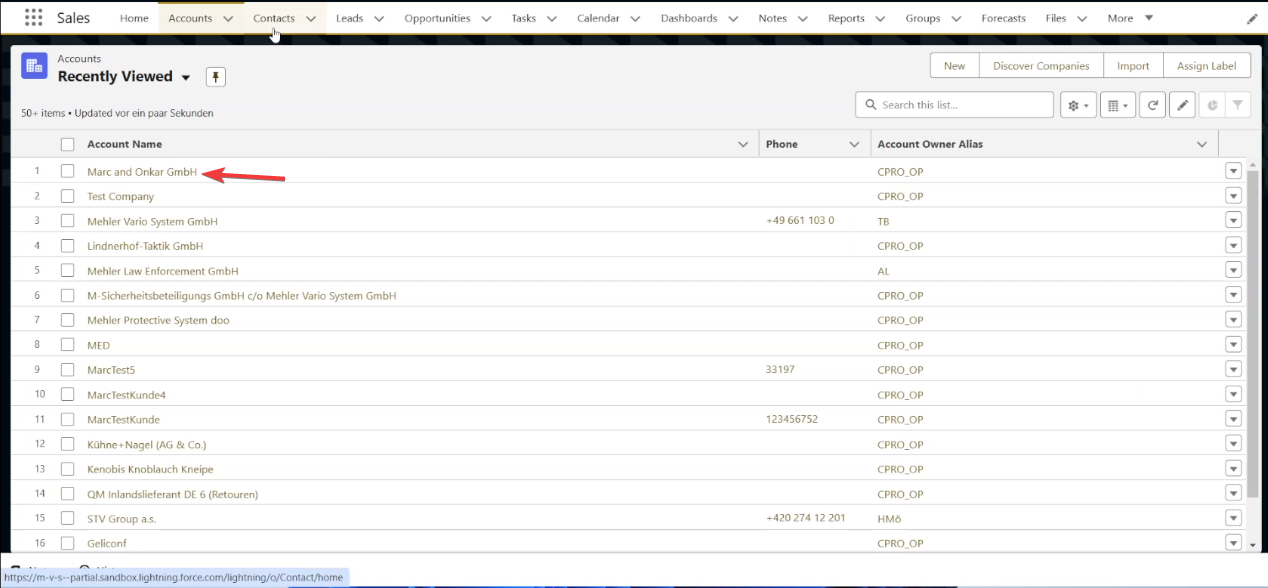 Sales Home Accounts Contacts Leads Opportunities Tasks Calendar Dashboards Notes Reports Groups Forecasts Files More
Accounts
Recently Viewed
New Discover Companies Import Assign Label
50+ items • Updated vor ein paar Sekunden
Search this list...
Account Name Phone Account Owner Alias
1 Marc and Onkar GmbH CPRO_OP
2 Test Company CPRO_OP
3 Mehler Vario System GmbH +49 661 103 0 TB
4 Lindnerhof-Taktik GmbH CPRO_OP
5 Mehler Law Enforcement GmbH AL
6 M-Sicherheitsbeteiligungs GmbH c/o Mehler Vario System GmbH CPRO_OP
7 Mehler Protective System doo CPRO_OP
8 MED CPRO_OP
9 MarcTest5 33197 CPRO_OP
10 MarcTestKunde4 CPRO_OP
11 MarcTestKunde 123456752 CPRO_OP
12 Kühne+Nagel (AG & Co.) CPRO_OP
13 Kenobis Knoblauch Kneipe CPRO_OP
14 QM Inlandslieferant DE 6 (Retouren) CPRO_OP
15 STV Group a.s. +420 274 12 201 HMö
16 Geliconf CPRO_OP
https://m-v-s--partial.sandbox.lightning.force.com/lightning/o/Contact/home